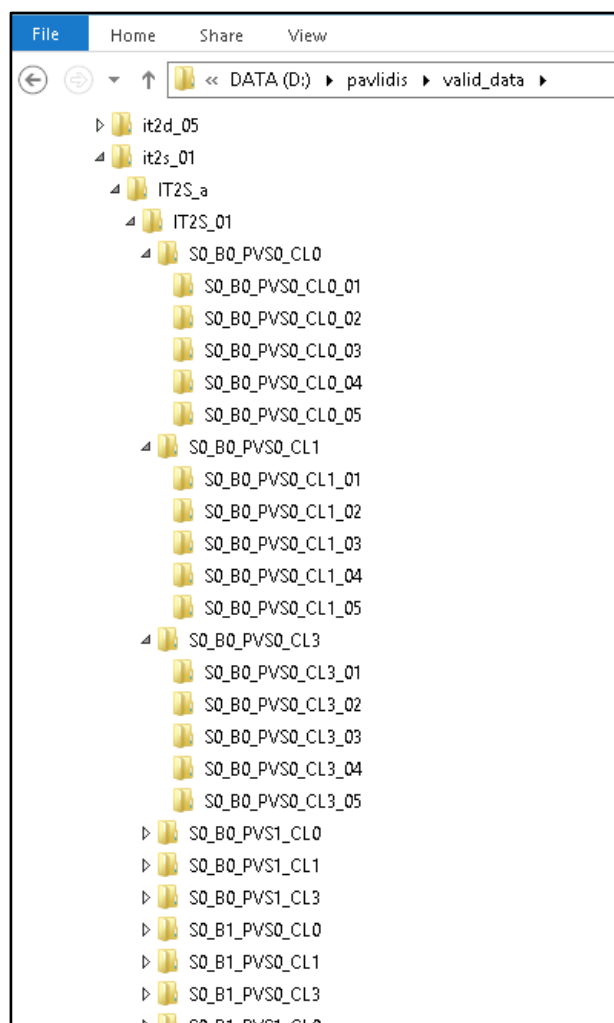 File Home Share View
« DATA (D:) pavlidis valid_data
it2d_05
it2s_01
IT2S_a
IT2S_01
S0_B0_PVS0_CL0
S0_B0_PVS0_CL0_01
S0_B0_PVS0_CL0_02
S0_B0_PVS0_CL0_03
S0_B0_PVS0_CL0_04
S0_B0_PVS0_CL0_05
S0_B0_PVS0_CL1
S0_B0_PVS0_CL1_01
S0_B0_PVS0_CL1_02
S0_B0_PVS0_CL1_03
S0_B0_PVS0_CL1_04
S0_B0_PVS0_CL1_05
S0_B0_PVS0_CL3
S0_B0_PVS0_CL3_01
S0_B0_PVS0_CL3_02
S0_B0_PVS0_CL3_03
S0_B0_PVS0_CL3_04
S0_B0_PVS0_CL3_05
S0_B0_PVS1_CL0
S0_B0_PVS1_CL1
S0_B0_PVS1_CL3
S0_B1_PVS0_CL0
S0_B1_PVS0_CL1
S0_B1_PVS0_CL3